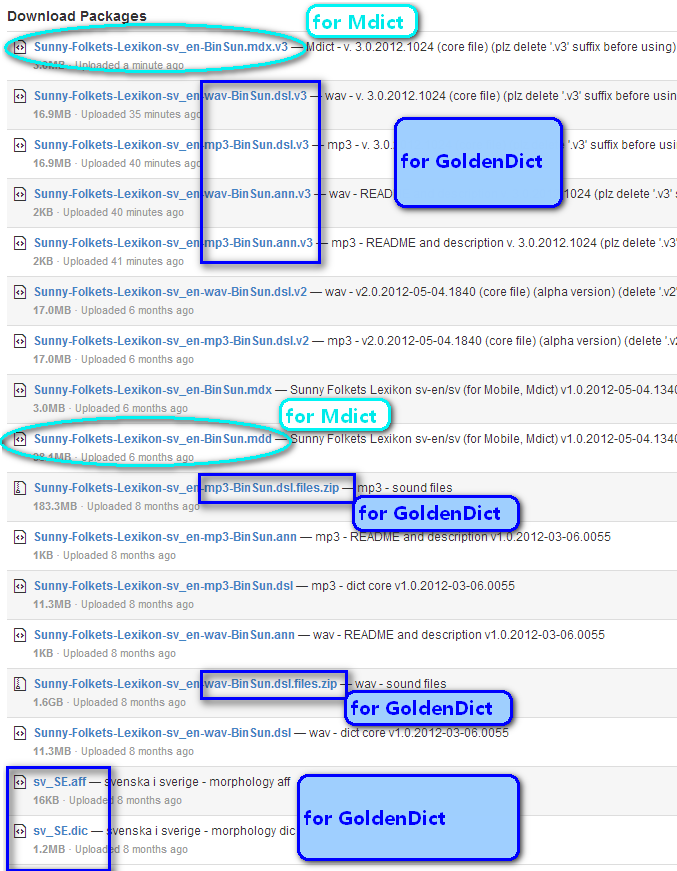 Download Packages
for Mdict
Sunny-Folkets-Lexikon-sv_en-BinSun.mdx.v3 — Mdict - v. 3.0.2012.1024 (core file) (plz delete '.v3' suffix before using)
3.0MB · Uploaded a minute ago
Sunny-Folkets-Lexikon-sv_en-wav-BinSun.dsl.v3 — wav - v. 3.0.2012.1024 (core file) (plz delete '.v3' suffix before usin
16.9MB · Uploaded 35 minutes ago
Sunny-Folkets-Lexikon-sv_en-mp3-BinSun.dsl.v3 — mp3 - v. 3.0 .v3' suffix before usi
16.9MB · Uploaded 40 minutes ago
for GoldenDict
Sunny-Folkets-Lexikon-sv_en-wav-BinSun.ann.v3 — wav - READ .1024 (plz delete '.v3' s
2KB · Uploaded 40 minutes ago
Sunny-Folkets-Lexikon-sv_en-mp3-BinSun.ann.v3 — mp3 - README and description v. 3.0.2012.1024 (plz delete '.v3'
2KB · Uploaded 41 minutes ago
Sunny-Folkets-Lexikon-sv_en-wav-BinSun.dsl.v2 — wav - v2.0.2012-05-04.1840 (core file) (alpha version) (delete '.v2'
17.0MB · Uploaded 6 months ago
Sunny-Folkets-Lexikon-sv_en-mp3-BinSun.dsl.v2 — mp3 - v2.0.2012-05-04.1840 (core file) (alpha version) (delete '.v2
17.0MB · Uploaded 6 months ago
Sunny-Folkets-Lexikon-sv_en-BinSun.mdx — Sunny Folkets Lexikon sv-en/sv (for Mobile, Mdict) v1.0.2012-05-04.1340
3.0MB · Uploaded 6 months ago
for Mdict
Sunny-Folkets-Lexikon-sv_en-BinSun.mdd — Sunny Folkets Lexikon sv-en/sv (for Mobile, Mdict) v1.0.2012-05-04.1340
28.1MB · Uploaded 6 months ago
Sunny-Folkets-Lexikon-sv_en-mp3-BinSun.dsl.files.zip — mp3 - sound files
183.3MB · Uploaded 8 months ago
for GoldenDict
Sunny-Folkets-Lexikon-sv_en-mp3-BinSun.ann — mp3 - README and description v1.0.2012-03-06.0055
1KB · Uploaded 8 months ago
Sunny-Folkets-Lexikon-sv_en-mp3-BinSun.dsl — mp3 - dict core v1.0.2012-03-06.0055
11.3MB · Uploaded 8 months ago
Sunny-Folkets-Lexikon-sv_en-wav-BinSun.ann — wav - README and description v1.0.2012-03-06.0055
1KB · Uploaded 8 months ago
Sunny-Folkets-Lexikon-sv_en-wav-BinSun.dsl.files.zip — wav - sound files
1.6GB · Uploaded 8 months ago
for GoldenDict
Sunny-Folkets-Lexikon-sv_en-wav-BinSun.dsl — wav - dict core v1.0.2012-03-06.0055
11.3MB · Uploaded 8 months ago
sv_SE.aff — svenska i sverige - morphology aff
16KB · Uploaded 8 months ago
for GoldenDict
sv_SE.dic — svenska i sverige - morphology dic
1.2MB · Uploaded 8 months ago